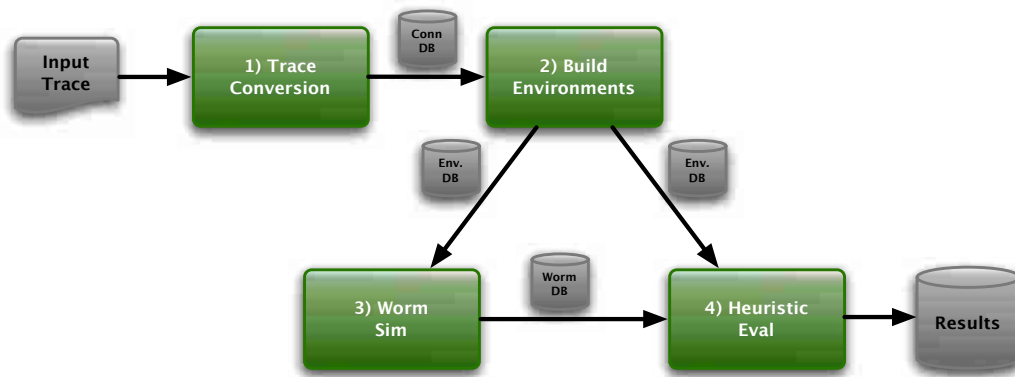 Input
Trace
1) Trace
Conversion
Conn
DB
2) Build
Environments
Env.
DB
Env.
DB
3) Worm
Sim
Worm
DB
4) Heuristic
Eval
Results